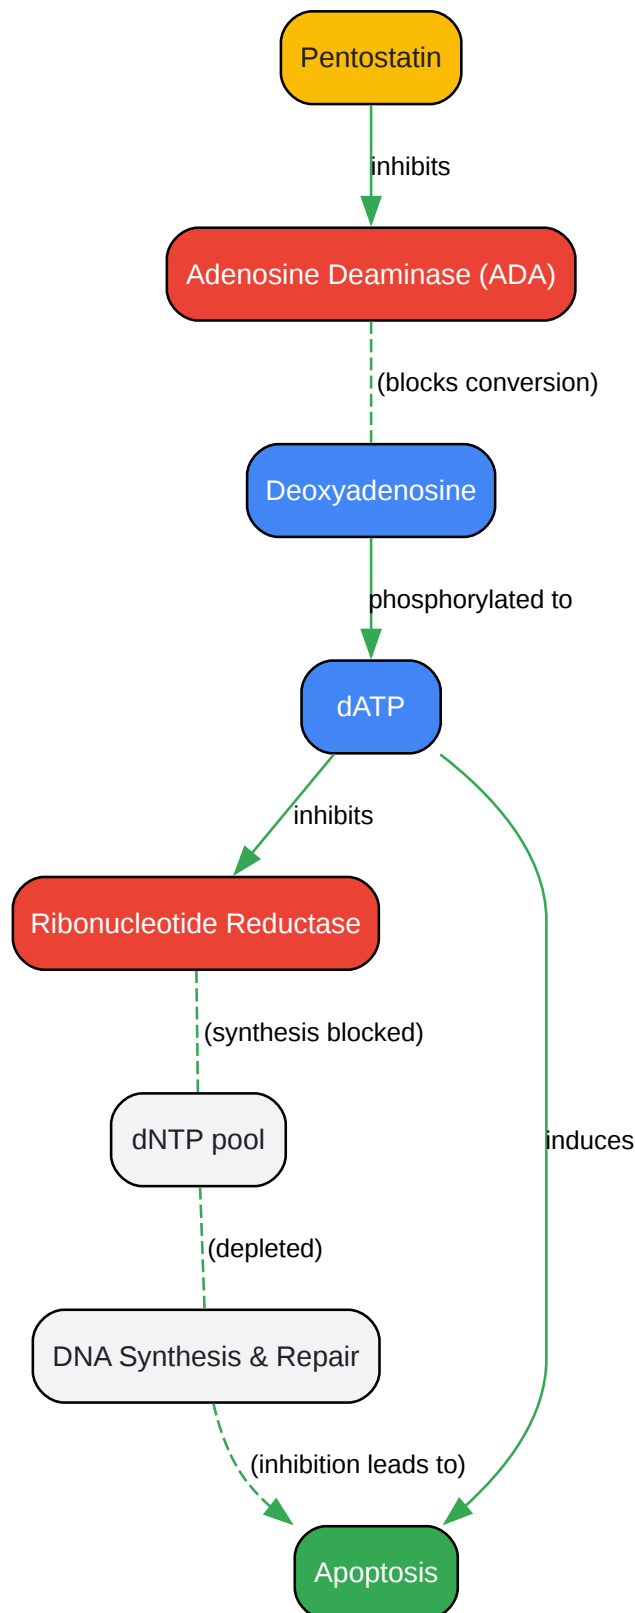 Pentostatin
inhibits
Adenosine Deaminase (ADA)
(blocks conversion)
Deoxyadenosine
phosphorylated to
dATP
inhibits
Ribonucleotide Reductase
(synthesis blocked)
dNTP pool
induces
(depleted)
DNA Synthesis & Repair
(inhibition leads to)
Apoptosis